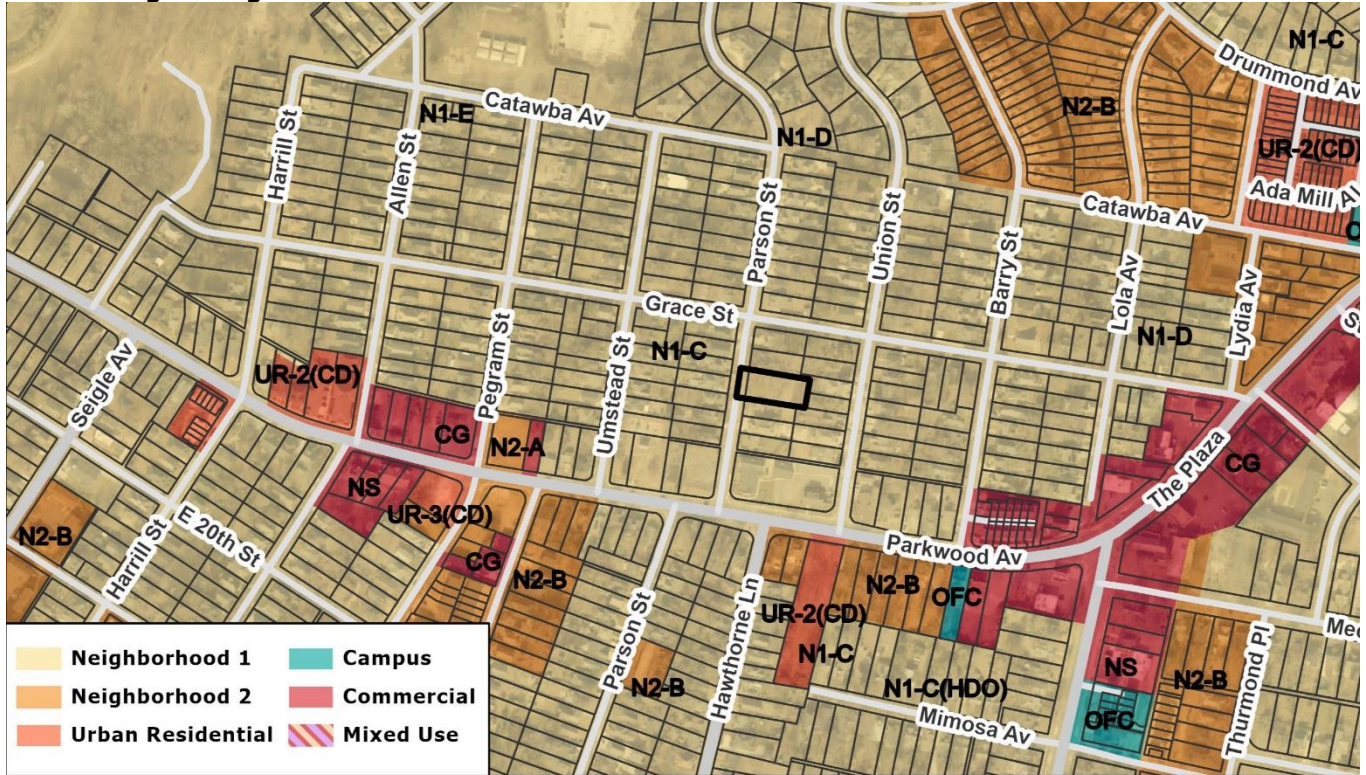 N1-C
Drummond Av
Catawba Av
N1-E
N2-B
N1-D
UR-2(CD)
Harrill St
Allen St
Parson St
Union St
Ada Mill Al
Catawba Av
Barry St
Lola Av
Lydia Av
Grace St
Pegram St
Umstead St
N1-C
N1-D
Seigle Av
UR-2(CD)
CG
N2-A
The Plaza
CG
NS
UR-3(CD)
E 20th St
N2-B
Harrill St
CG
N2-B
Parkwood Av
Parson St
Hawthorne Ln
N2-B
OFC
UR-2(CD)
N1-C
N2-B
N1-C(HDO)
Mimosa Av
NS
N2-B
OFC
Thurmond Pl
Neighborhood 1
Campus
Neighborhood 2
Commercial
Urban Residential
Mixed Use